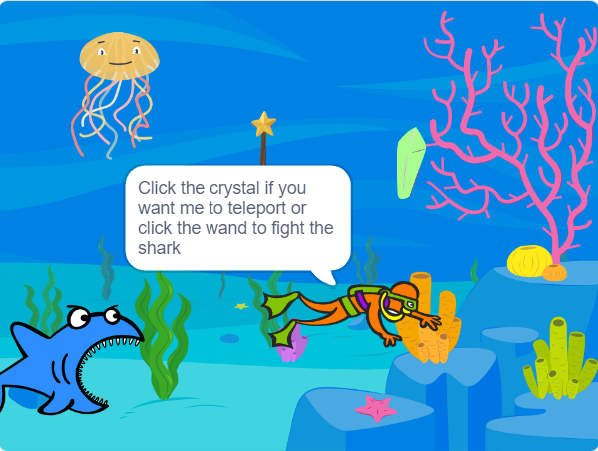 Click the crystal if you
want me to teleport or
click the wand to fight the
shark